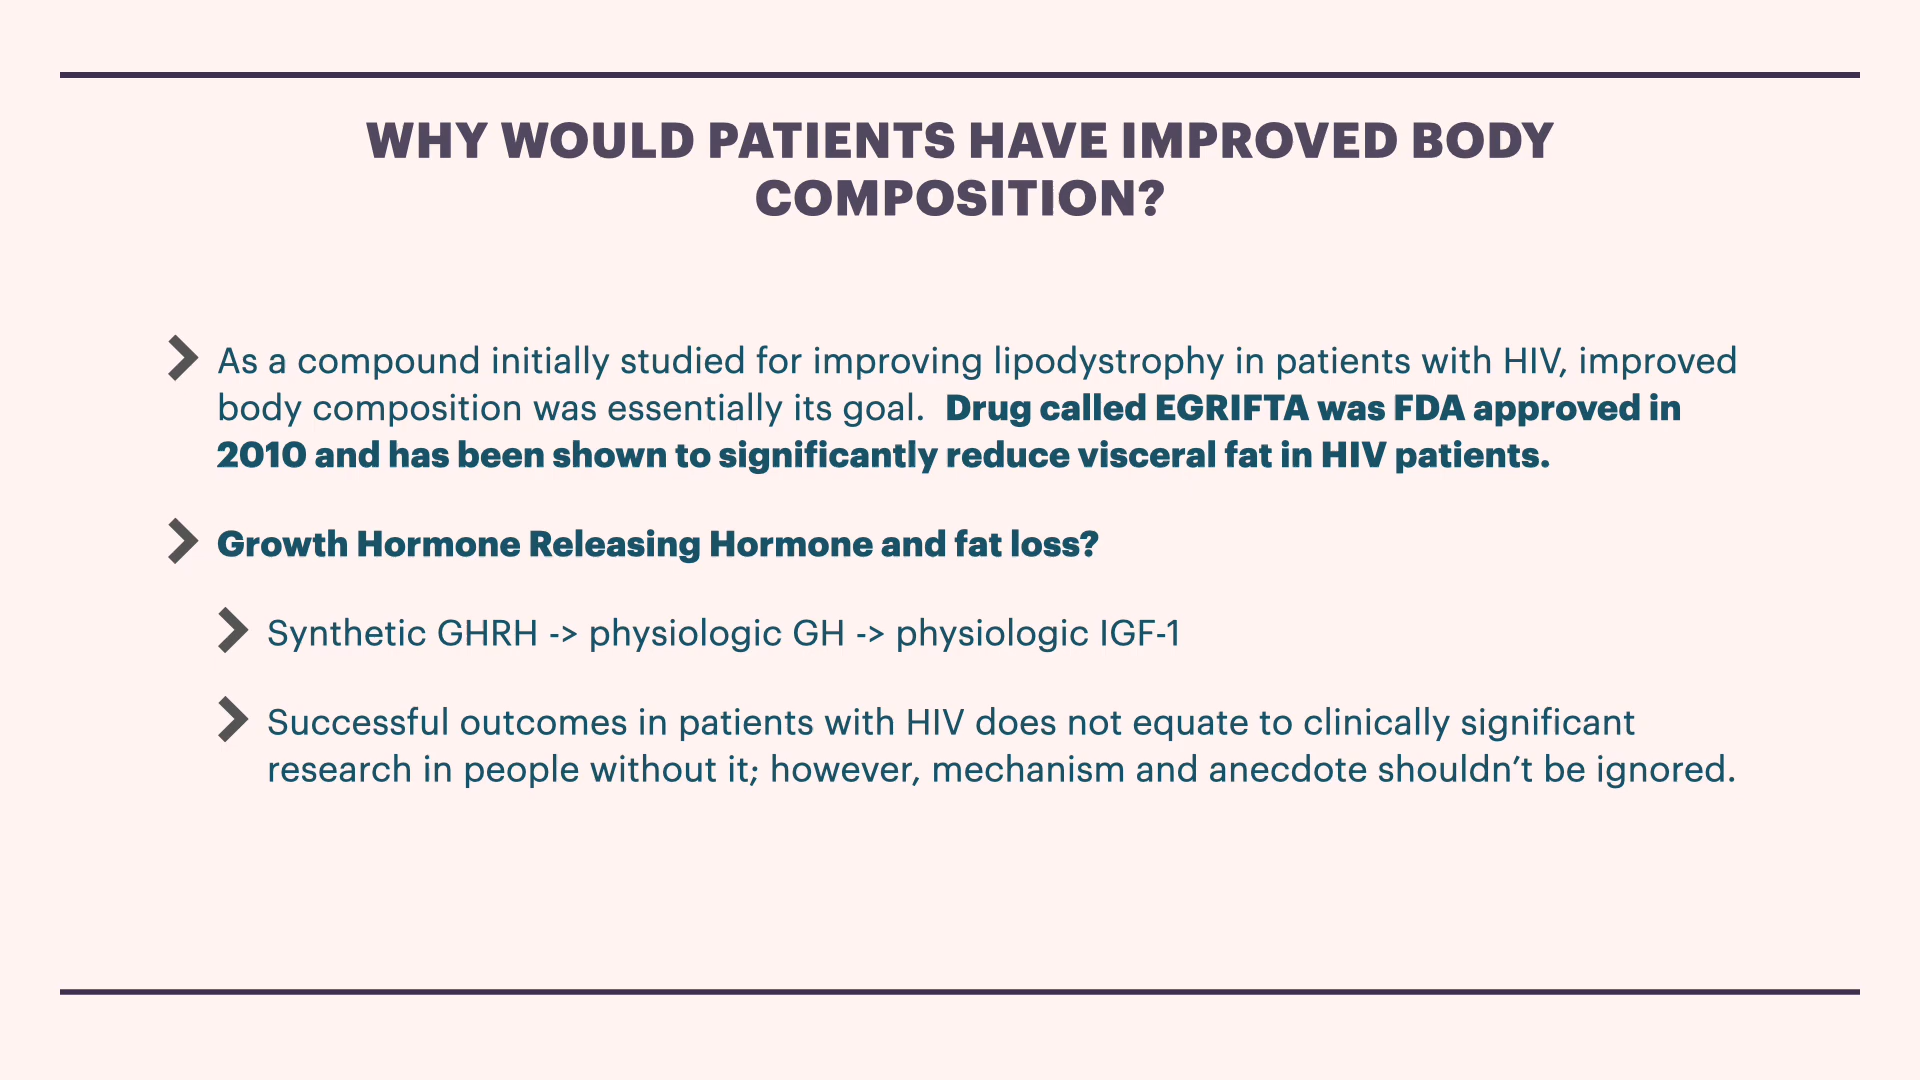 WHY WOULD PATIENTS HAVE IMPROVED BODY
COMPOSITION?
As a compound initially studied for improving lipodystrophy in patients with HIV, improved
body composition was essentially its goal.  Drug called EGRIFTA was FDA approved in
2010 and has been shown to significantly reduce visceral fat in HIV patients.
Growth Hormone Releasing Hormone and fat loss?
Synthetic GHRH -> physiologic GH -> physiologic IGF-1
Successful outcomes in patients with HIV does not equate to clinically significant
research in people without it; however, mechanism and anecdote shouldn’t be ignored.